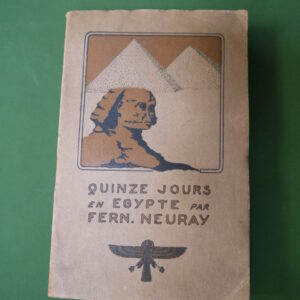 QUINZE JOURS
EN EGYPTE PAR
FERN. NEURAY